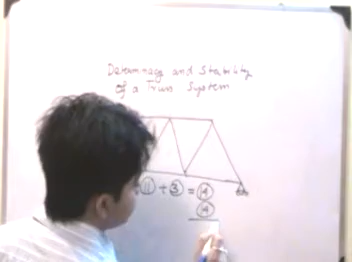 Determinacy and Stability
of a Truss System
11 + 3 = 14
14